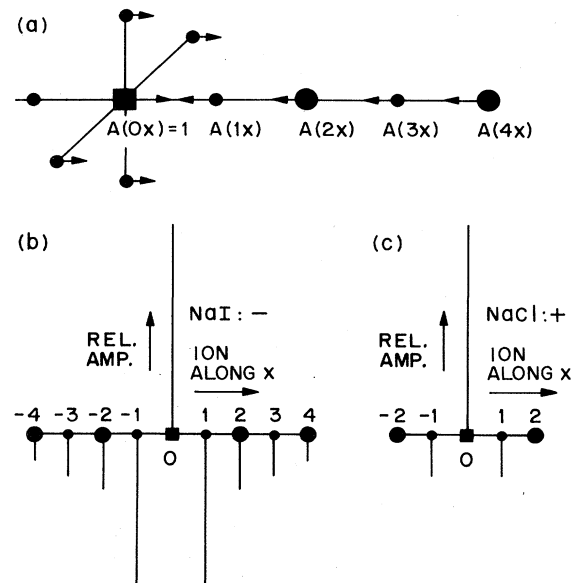 (a)
A(0x)=1 A(1x) A(2x) A(3x) A(4x)
(b)
NaI:−
REL.
AMP.
ION
ALONG X
-4 -3 -2 -1 1 2 3 4
0
(c)
NaCl:+
REL.
AMP.
ION
ALONG X
-2 -1 1 2
0